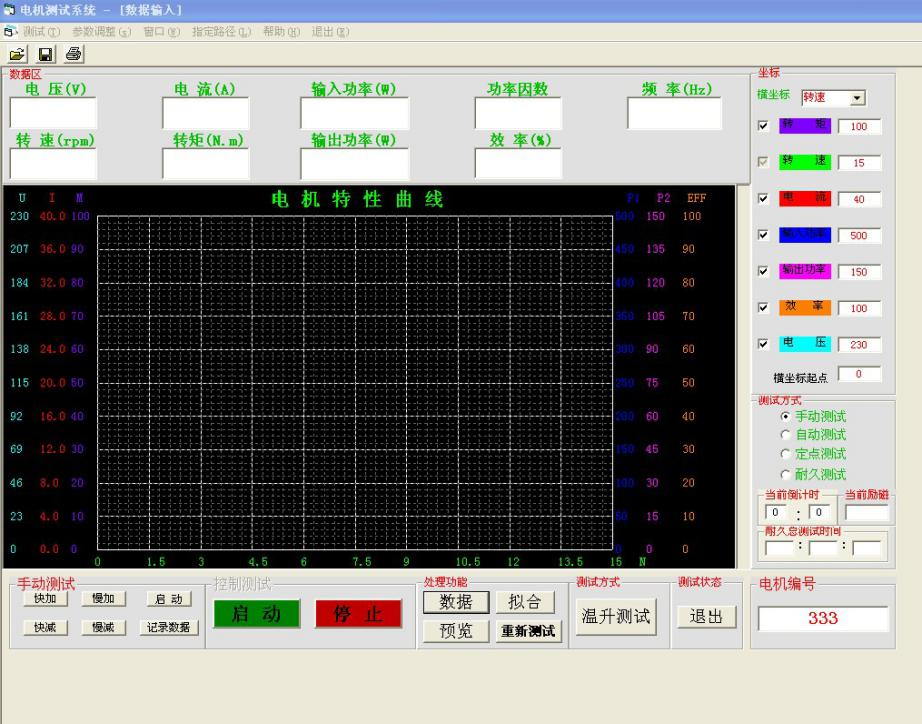 电机测试系统 - [数据输入]
测试(T) 参数调整(S) 窗口(W) 指定路径(L) 帮助(H) 退出(E)
数据区
电 压(V) 电 流(A) 输入功率(W) 功率因数 频 率(Hz)
转 速(rpm) 转矩(N.m) 输出功率(W) 效 率(%)
坐标
横坐标 转速
转 矩 100
转 速 15
电 流 40
输入功率 500
输出功率 150
效 率 100
电 压 230
横坐标起点 0
U I M 电 机 特 性 曲 线 P1 P2 EFF
230 40.0 100 500 150 100
207 36.0 90 450 135 90
184 32.0 80 400 120 80
161 28.0 70 350 105 70
138 24.0 60 300 90 60
115 20.0 50 250 75 50
92 16.0 40 200 60 40
69 12.0 30 150 45 30
46 8.0 20 100 30 20
23 4.0 10 50 15 10
0 0.0 0 0 0 0
0 1.5 3 4.5 6 7.5 9 10.5 12 13.5 15 N
测试方式
手动测试
自动测试
定点测试
耐久测试
当前倒计时 当前励磁
0 : 0
耐久总测试时间
: :
手动测试
快加 慢加 启 动
快减 慢减 记录数据
控制测试
启 动 停 止
处理功能
数据 拟合
预览 重新测试
测试方式
温升测试
测试状态
退出
电机编号
333